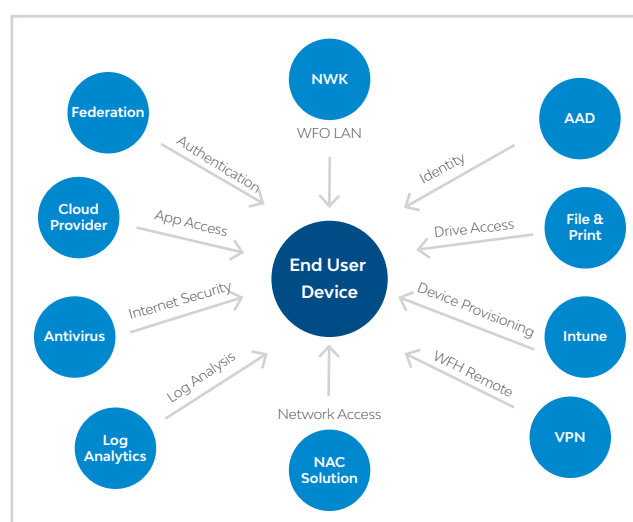 NWK
WFO LAN
Federation
Authentication
AAD
Identity
Cloud
Provider
App Access
File &
Print
Drive Access
End User
Device
Antivirus
Internet Security
Intune
Device Provisioning
Log
Analytics
Log Analysis
NAC
Solution
Network Access
VPN
WFH Remote